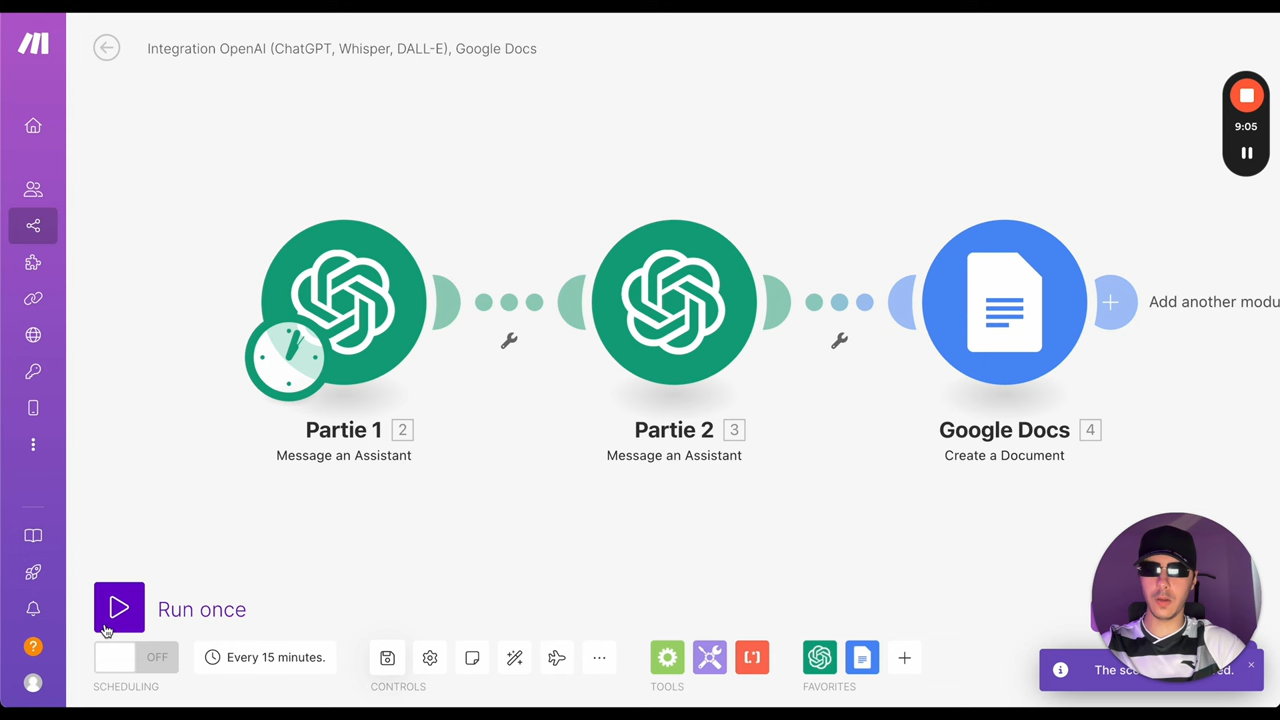 Integration OpenAI (ChatGPT, Whisper, DALL-E), Google Docs
9:05
Add another modu
Partie 1 2
Message an Assistant
Partie 2 3
Message an Assistant
Google Docs 4
Create a Document
Run once
OFF
Every 15 minutes.
SCHEDULING
CONTROLS
TOOLS
FAVORITES
?
The